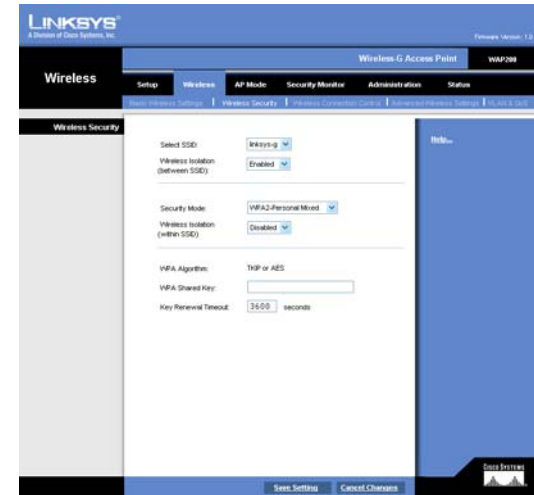 LINKSYS®
A Division of Cisco Systems, Inc.
Firmware Version: 1.0
Wireless-G Access Point WAP200
Wireless
Setup Wireless AP Mode Security Monitor Administration Status
Basic Wireless Settings | Wireless Security | Wireless Connection Control | Advanced Wireless Settings | VLAN & QoS
Wireless Security
Help...
Select SSID: linksys-g
Wireless Isolation
(between SSID): Enabled
Security Mode: WPA2-Personal Mixed
Wireless Isolation
(within SSID): Disabled
WPA Algorithm: TKIP or AES
WPA Shared Key:
Key Renewal Timeout: 3600 seconds
Save Setting Cancel Changes
CISCO SYSTEMS